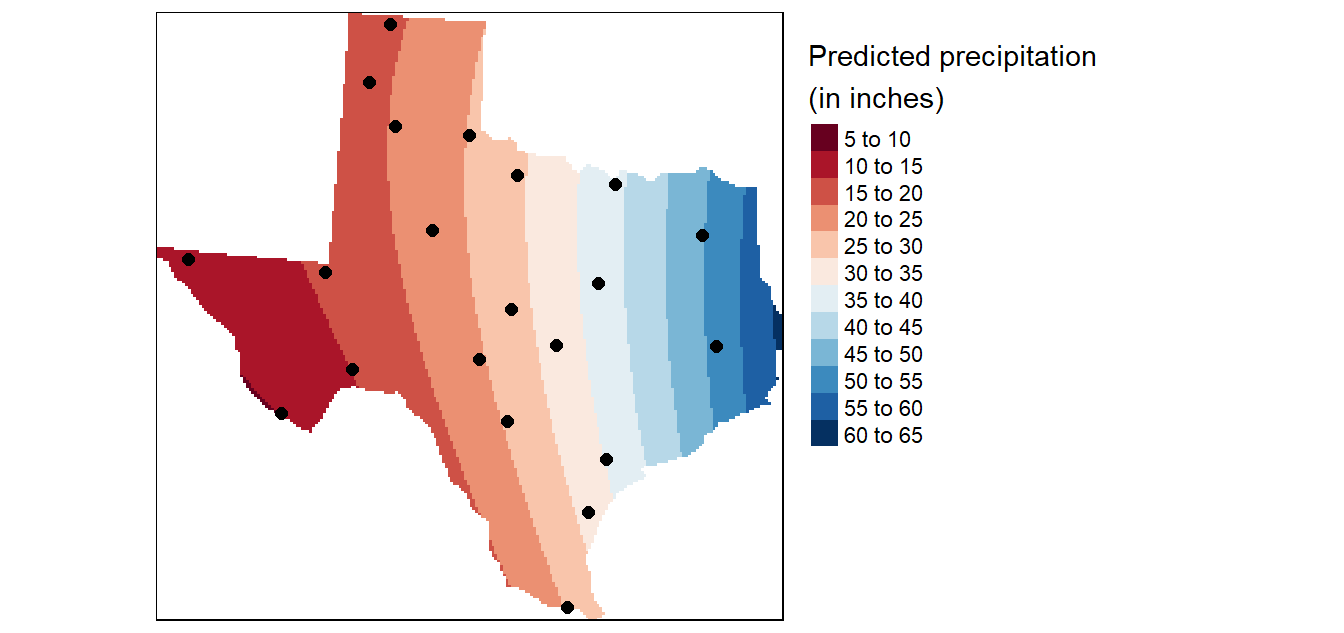 Predicted precipitation
(in inches)
5 to 10
10 to 15
15 to 20
20 to 25
25 to 30
30 to 35
35 to 40
40 to 45
45 to 50
50 to 55
55 to 60
60 to 65